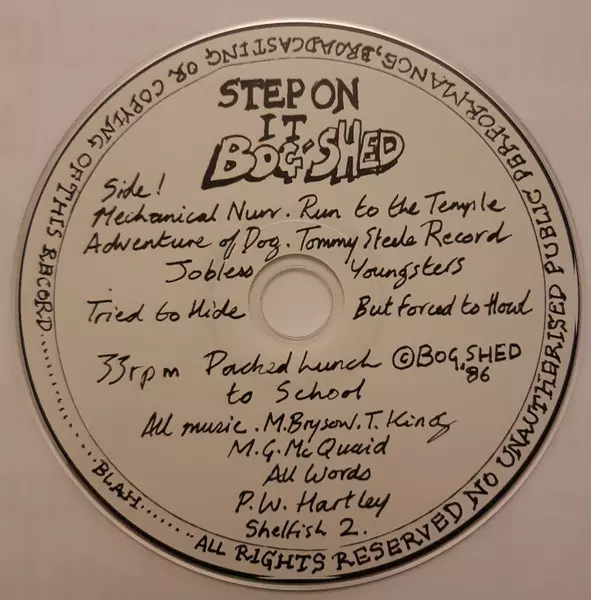 STEP ON
IT
BOG-SHED
Side!
Mechanical Nurr. Run to the Temple
Adventure of Dog. Tommy Steele Record
Jobless Youngsters
Tried to Hide But Forced to Howl
33rpm Packed Lunch © BOG, SHED
to School '86
All music. M. Bryson. T. King
M.G. McQuaid
All Words
P.W. Hartley
Shelfish 2.
ALL RIGHTS RESERVED NO UNAUTHORISED PUBLIC PERFORMANCE, BROADCASTING OR COPYING OF THIS RECORD......... BLAH......